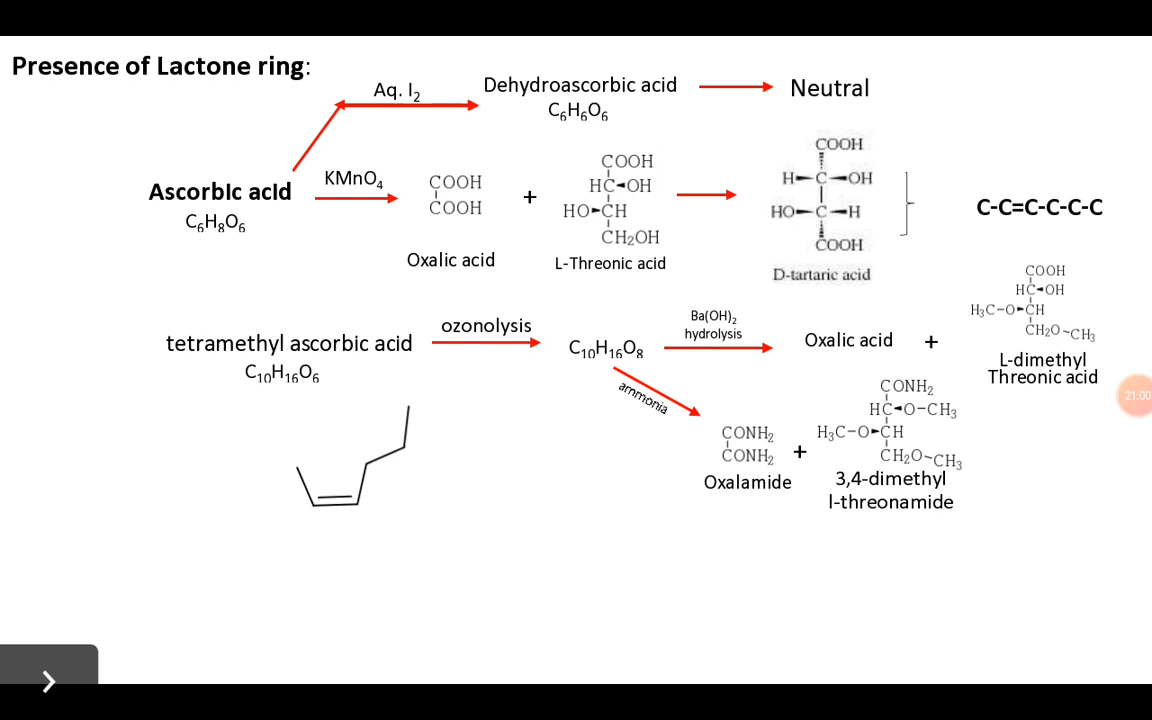 Presence of Lactone ring:
Aq. I₂
Dehydroascorbic acid
C₆H₆O₆
Neutral
Ascorbic acid
C₆H₈O₆
KMnO₄
COOH
COOH
Oxalic acid
+
COOH
HC OH
HO CH
CH₂OH
L-Threonic acid
COOH
H C OH
HO C H
COOH
D-tartaric acid
C-C=C-C-C-C
tetramethyl ascorbic acid
C₁₀H₁₆O₆
ozonolysis
C₁₀H₁₆O₈
Ba(OH)₂
hydrolysis
Oxalic acid
+
COOH
HC OH
H₃C-O CH
CH₂O~CH₃
L-dimethyl
Threonic acid
ammonia
CONH₂
CONH₂
Oxalamide
+
CONH₂
HC O-CH₃
H₃C-O CH
CH₂O~CH₃
3,4-dimethyl
l-threonamide
21:00